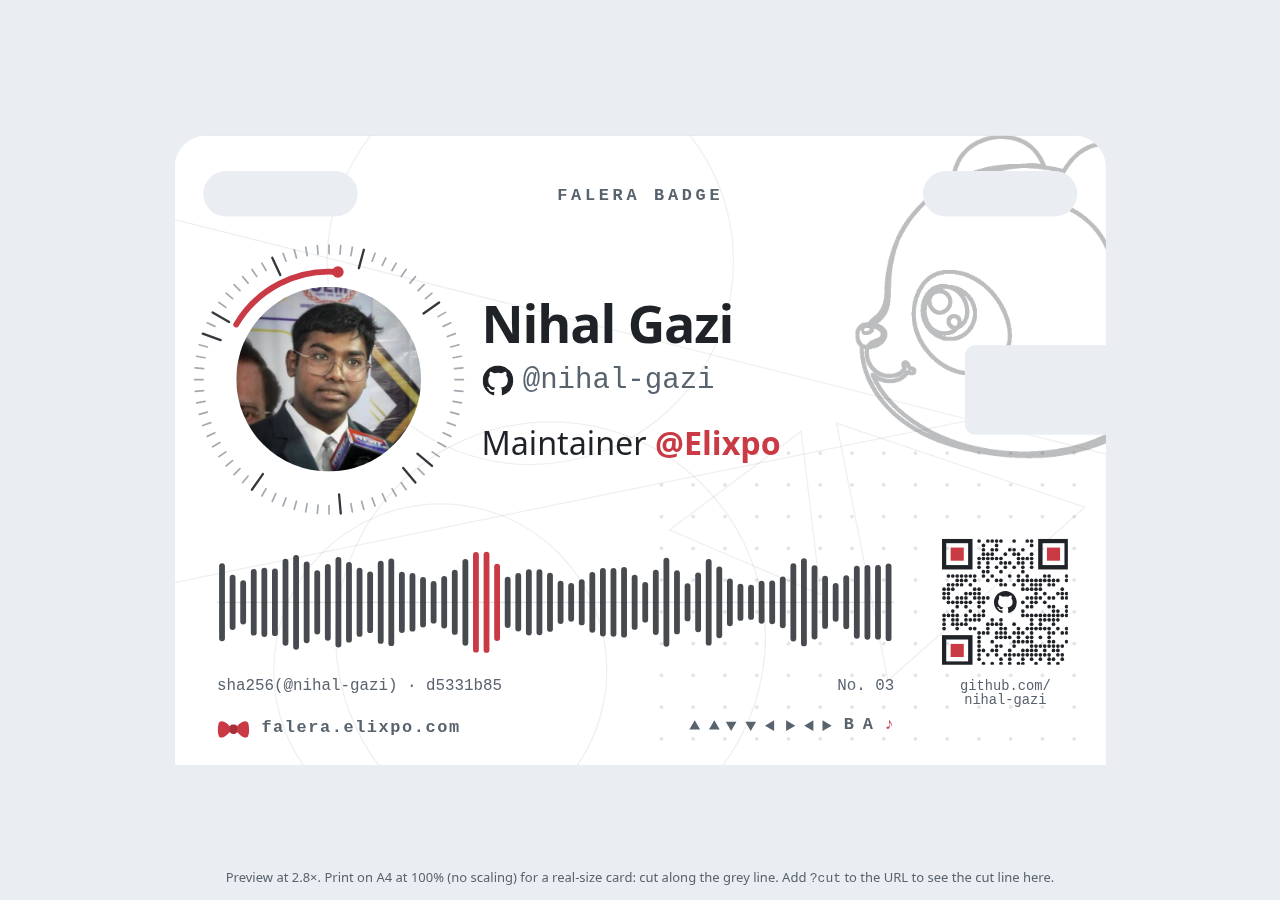 FALERA BADGE
Nihal Gazi
@nihal-gazi
Maintainer @Elixpo
sha256(@nihal-gazi) · d5331b85
No. 03
github.com/
nihal-gazi
falera.elixpo.com
▲ ▲ ▼ ▼ ◀ ▶ ◀ ▶ B A ♪
Preview at 2.8×. Print on A4 at 100% (no scaling) for a real-size card: cut along the grey line. Add ?cut to the URL to see the cut line here.